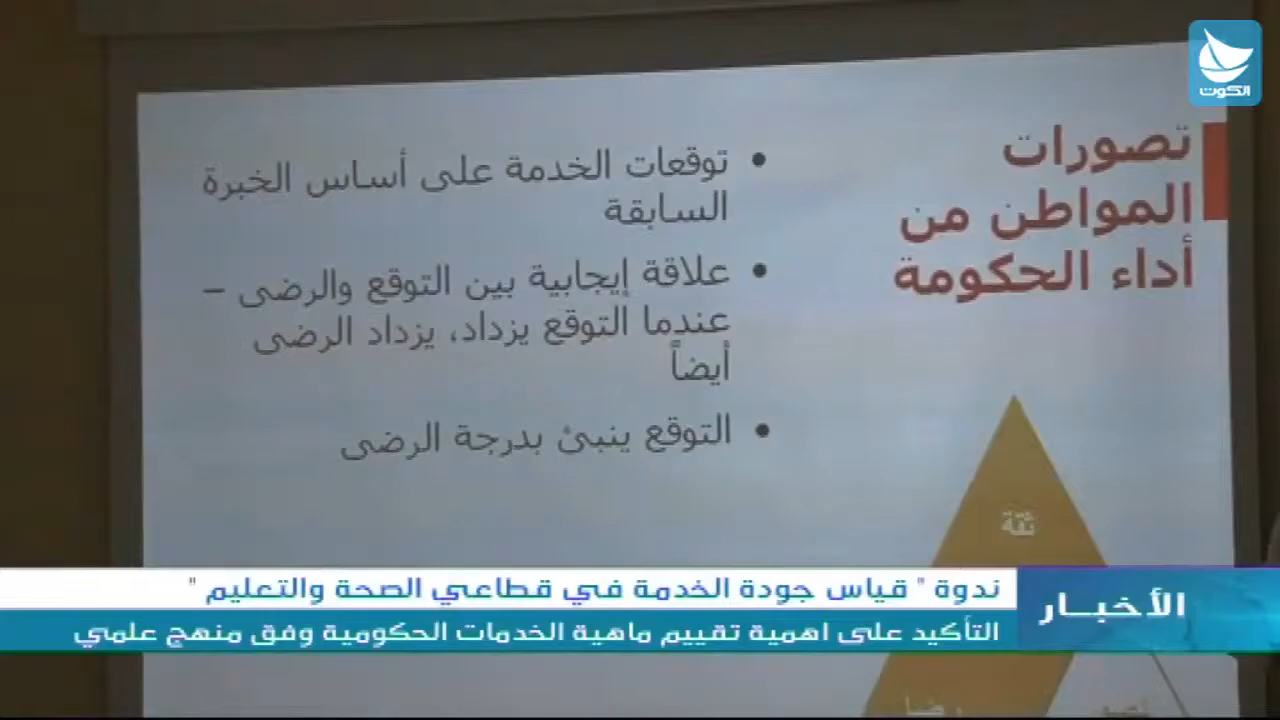 الكوت
تصورات
المواطن من
أداء الحكومة
• توقعات الخدمة على أساس الخبرة
السابقة
• علاقة إيجابية بين التوقع والرضى –
عندما التوقع يزداد، يزداد الرضى
أيضاً
• التوقع ينبئ بدرجة الرضى
ثقة
الأخبار
ندوة " قياس جودة الخدمة في قطاعي الصحة والتعليم "
التأكيد على اهمية تقييم ماهية الخدمات الحكومية وفق منهج علمي